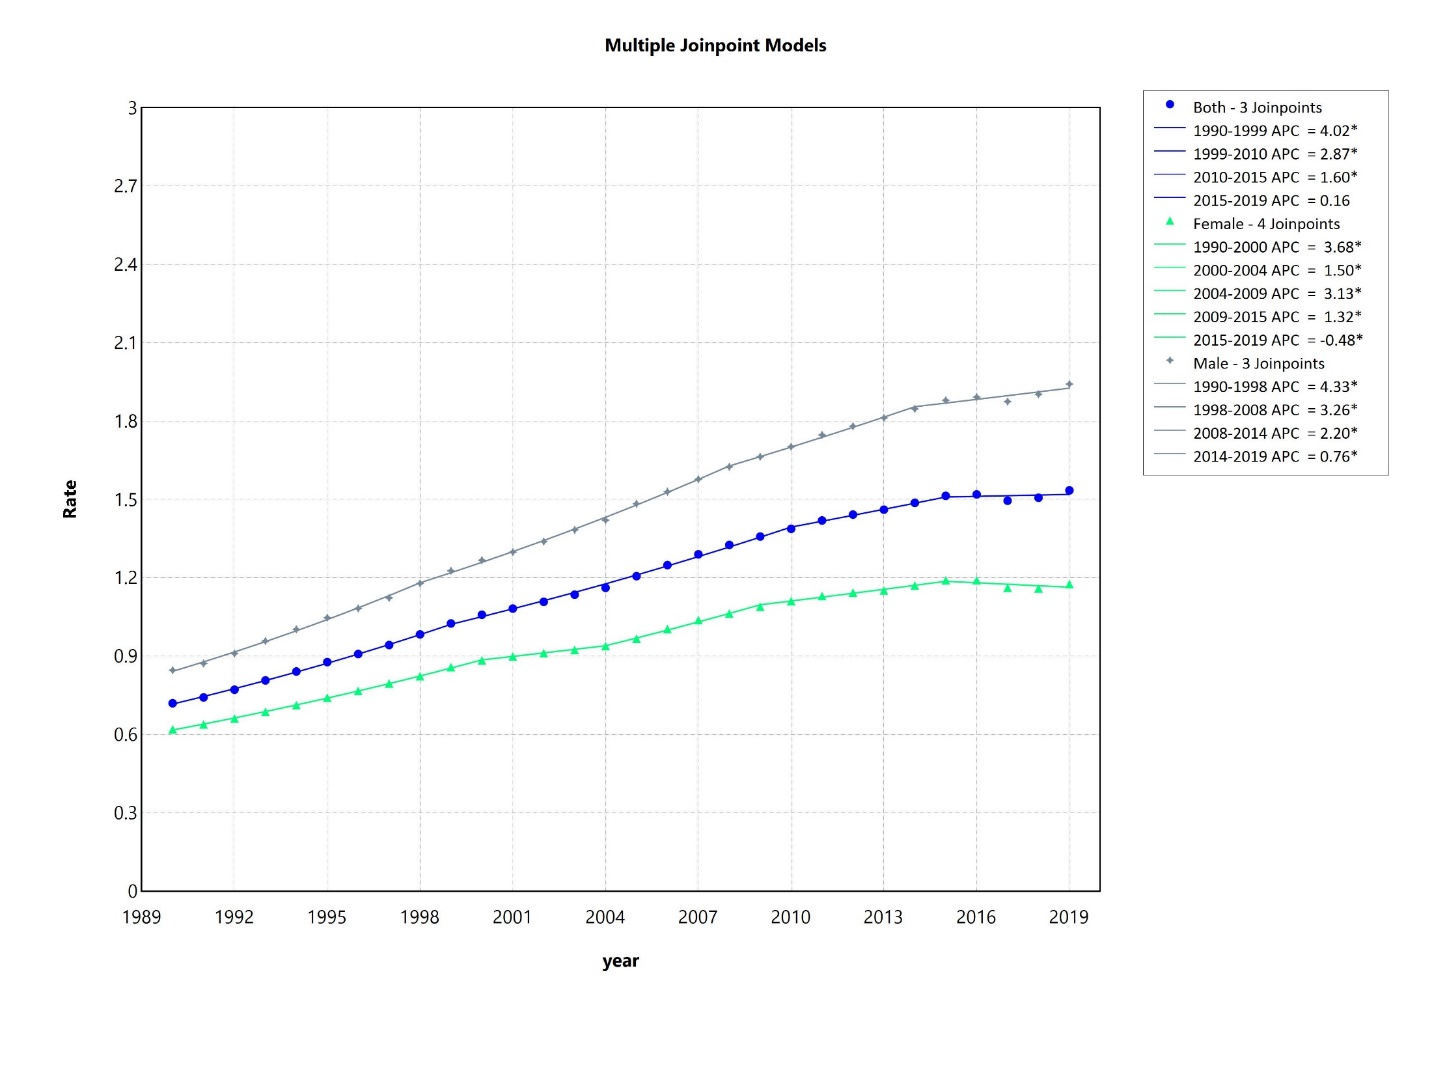 Multiple Joinpoint Models
3
2.7
2.4
2.1
1.8
1.5
1.2
0.9
0.6
0.3
0
Rate
1989 1992 1995 1998 2001 2004 2007 2010 2013 2016 2019
year
Both - 3 Joinpoints
1990-1999 APC = 4.02*
1999-2010 APC = 2.87*
2010-2015 APC = 1.60*
2015-2019 APC = 0.16
Female - 4 Joinpoints
1990-2000 APC = 3.68*
2000-2004 APC = 1.50*
2004-2009 APC = 3.13*
2009-2015 APC = 1.32*
2015-2019 APC = -0.48*
Male - 3 Joinpoints
1990-1998 APC = 4.33*
1998-2008 APC = 3.26*
2008-2014 APC = 2.20*
2014-2019 APC = 0.76*